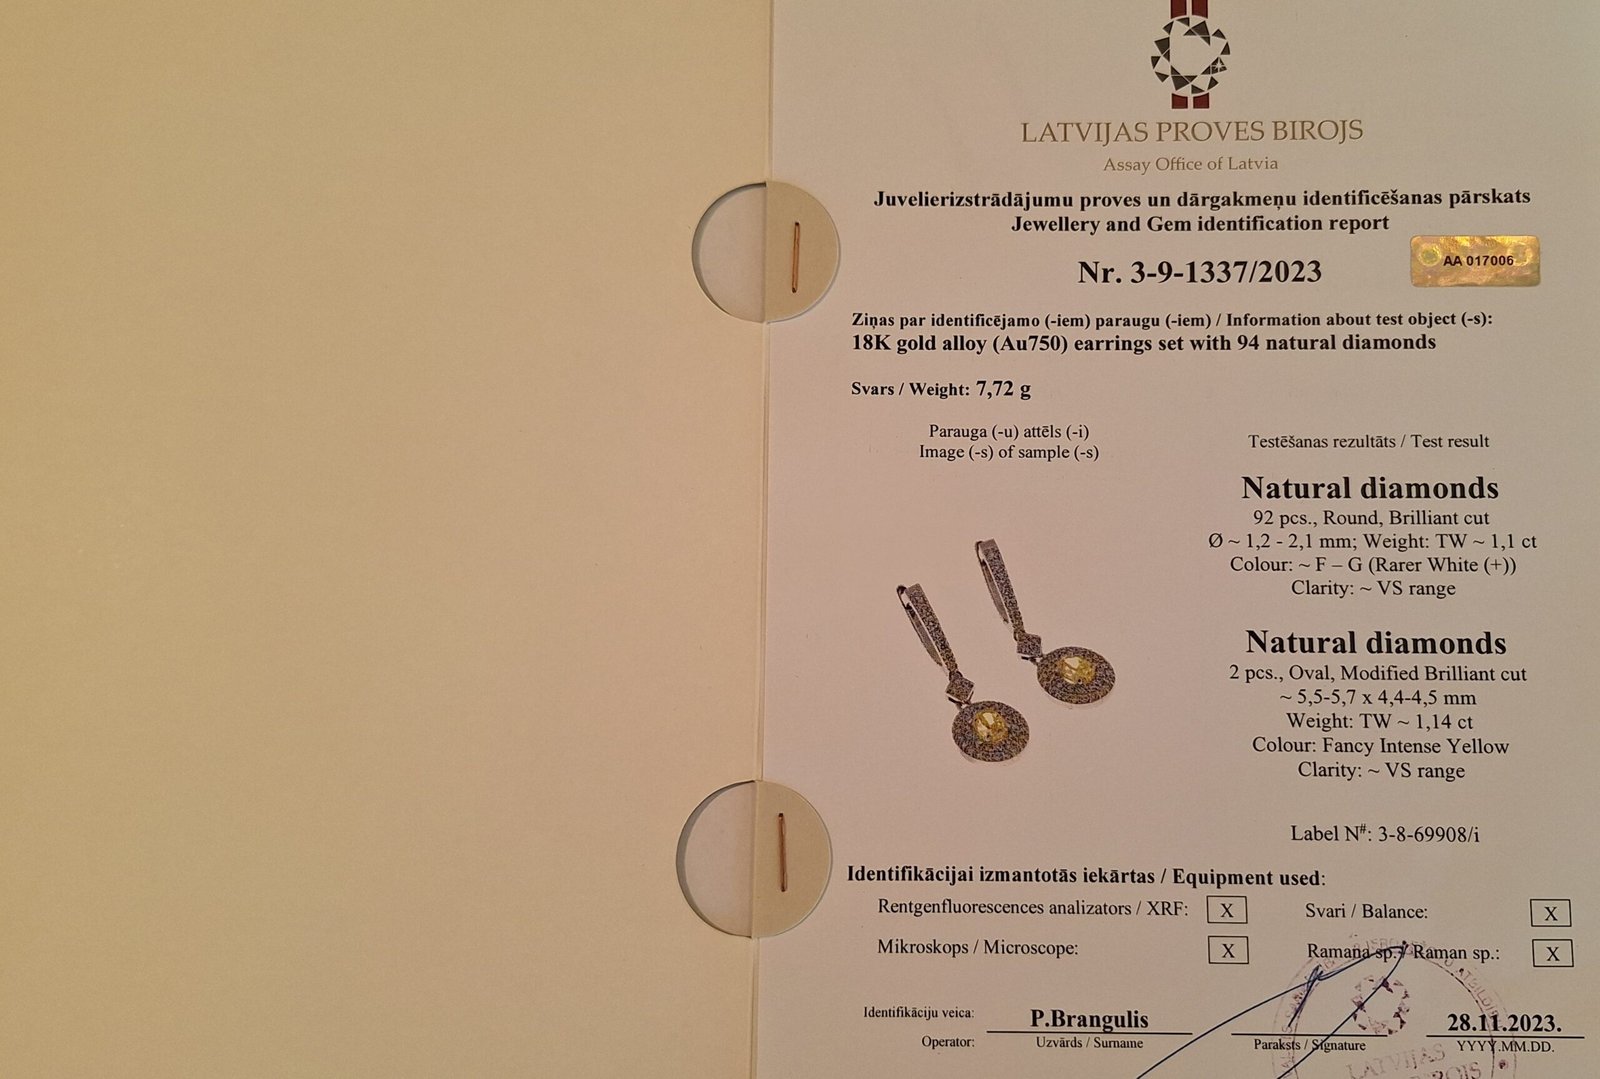 LATVIJAS PROVES BIROJS
Assay Office of Latvia
Juvelierizstrādājumu proves un dārgakmeņu identificēšanas pārskats
Jewellery and Gem identification report
Nr. 3-9-1337/2023
AA 017006
Ziņas par identificējamo (-iem) paraugu (-iem) / Information about test object (-s):
18K gold alloy (Au750) earrings set with 94 natural diamonds
Svars / Weight: 7,72 g
Parauga (-u) attēls (-i)
Image (-s) of sample (-s)
Testēšanas rezultāts / Test result
Natural diamonds
92 pcs., Round, Brilliant cut
Ø ~ 1,2 - 2,1 mm; Weight: TW ~ 1,1 ct
Colour: ~ F – G (Rarer White (+))
Clarity: ~ VS range
Natural diamonds
2 pcs., Oval, Modified Brilliant cut
~ 5,5-5,7 x 4,4-4,5 mm
Weight: TW ~ 1,14 ct
Colour: Fancy Intense Yellow
Clarity: ~ VS range
Label N#: 3-8-69908/i
Identifikācijai izmantotās iekārtas / Equipment used:
Rentgenfluorescences analizators / XRF: X Svari / Balance: X
Mikroskops / Microscope: X Ramana sp./ Raman sp.: X
Identifikāciju veica: P.Brangulis 28.11.2023.
Operator: Uzvārds / Surname Paraksts / Signature YYYY.MM.DD.
LATVIJAS